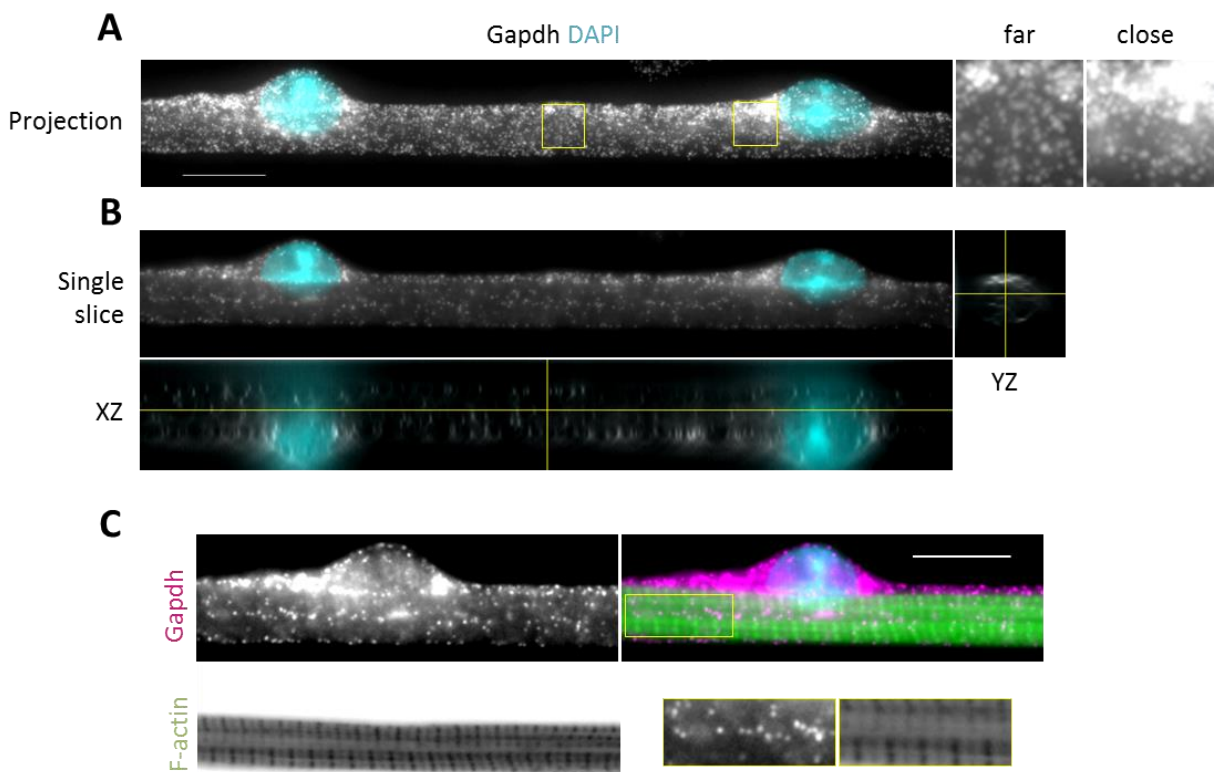 A
Gapdh DAPI
far
close
Projection
B
Single
slice
YZ
XZ
C
Gapdh
F-actin